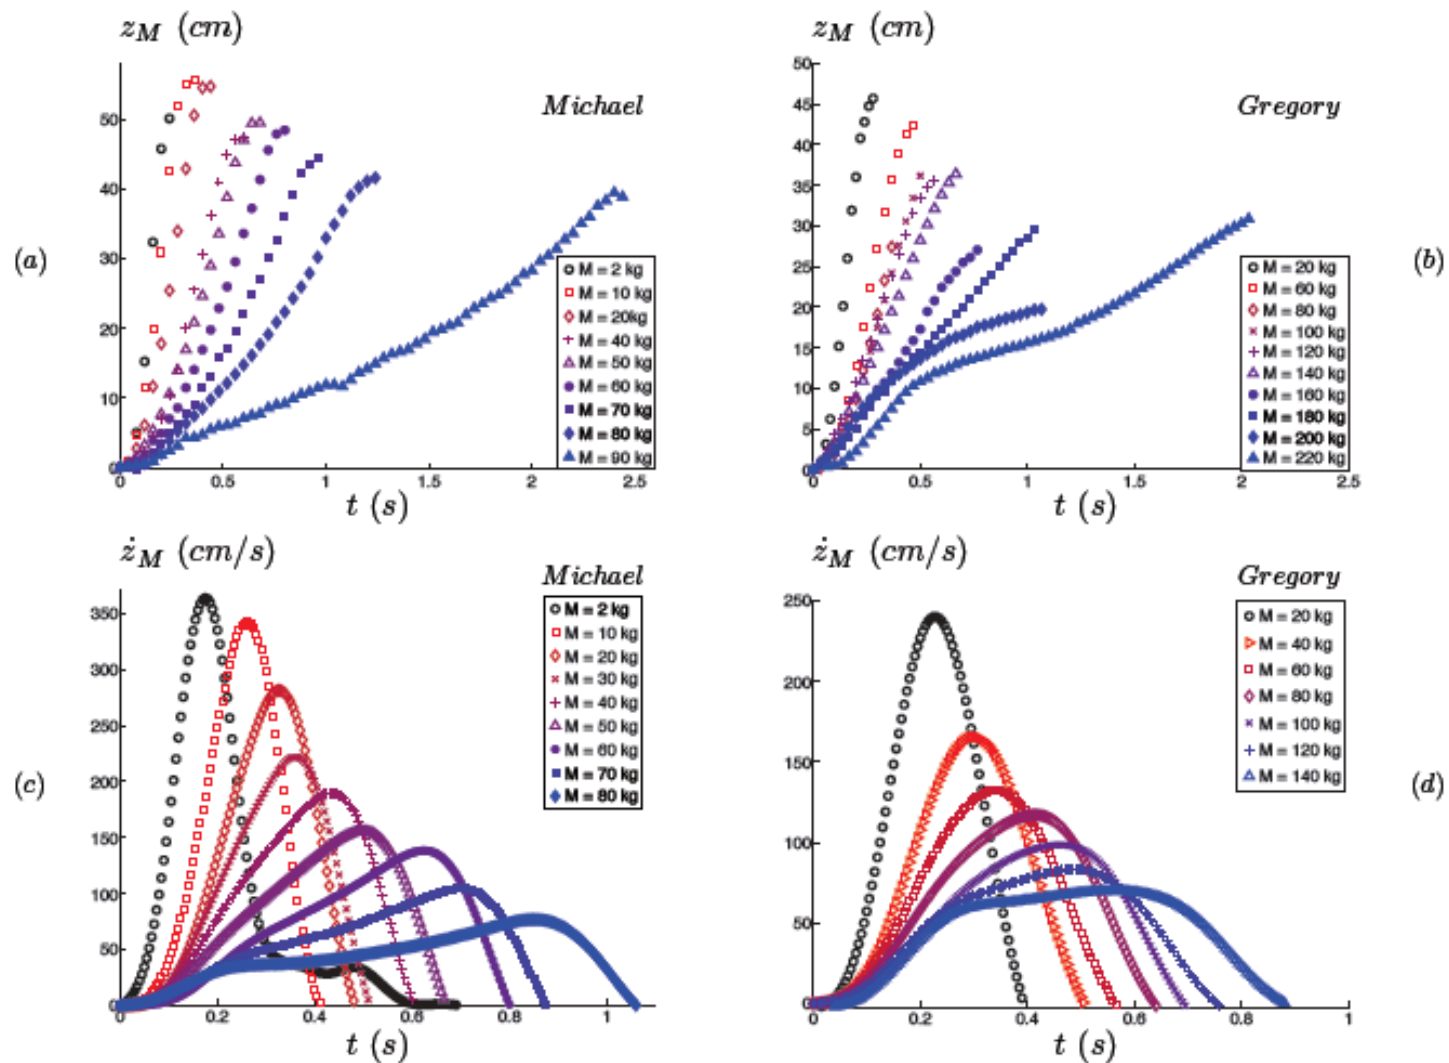 z_M (cm)
50
40
30
20
10
0
0 0.5 1 1.5 2 2.5
t (s)
Michael
M = 2 kg
M = 10 kg
M = 20kg
M = 40 kg
M = 50 kg
M = 60 kg
M = 70 kg
M = 80 kg
M = 90 kg
(a)
z_M (cm)
50
45
40
35
30
25
20
15
10
5
0
0 0.5 1 1.5 2 2.5
t (s)
Gregory
M = 20 kg
M = 60 kg
M = 80 kg
M = 100 kg
M = 120 kg
M = 140 kg
M = 160 kg
M = 180 kg
M = 200 kg
M = 220 kg
(b)
ż_M (cm/s)
350
300
250
200
150
100
50
0
0 0.2 0.4 0.6 0.8 1
t (s)
Michael
M = 2 kg
M = 10 kg
M = 20 kg
M = 30 kg
M = 40 kg
M = 50 kg
M = 60 kg
M = 70 kg
M = 80 kg
(c)
ż_M (cm/s)
250
200
150
100
50
0
0 0.2 0.4 0.6 0.8 1
t (s)
Gregory
M = 20 kg
M = 40 kg
M = 60 kg
M = 80 kg
M = 100 kg
M = 120 kg
M = 140 kg
(d)